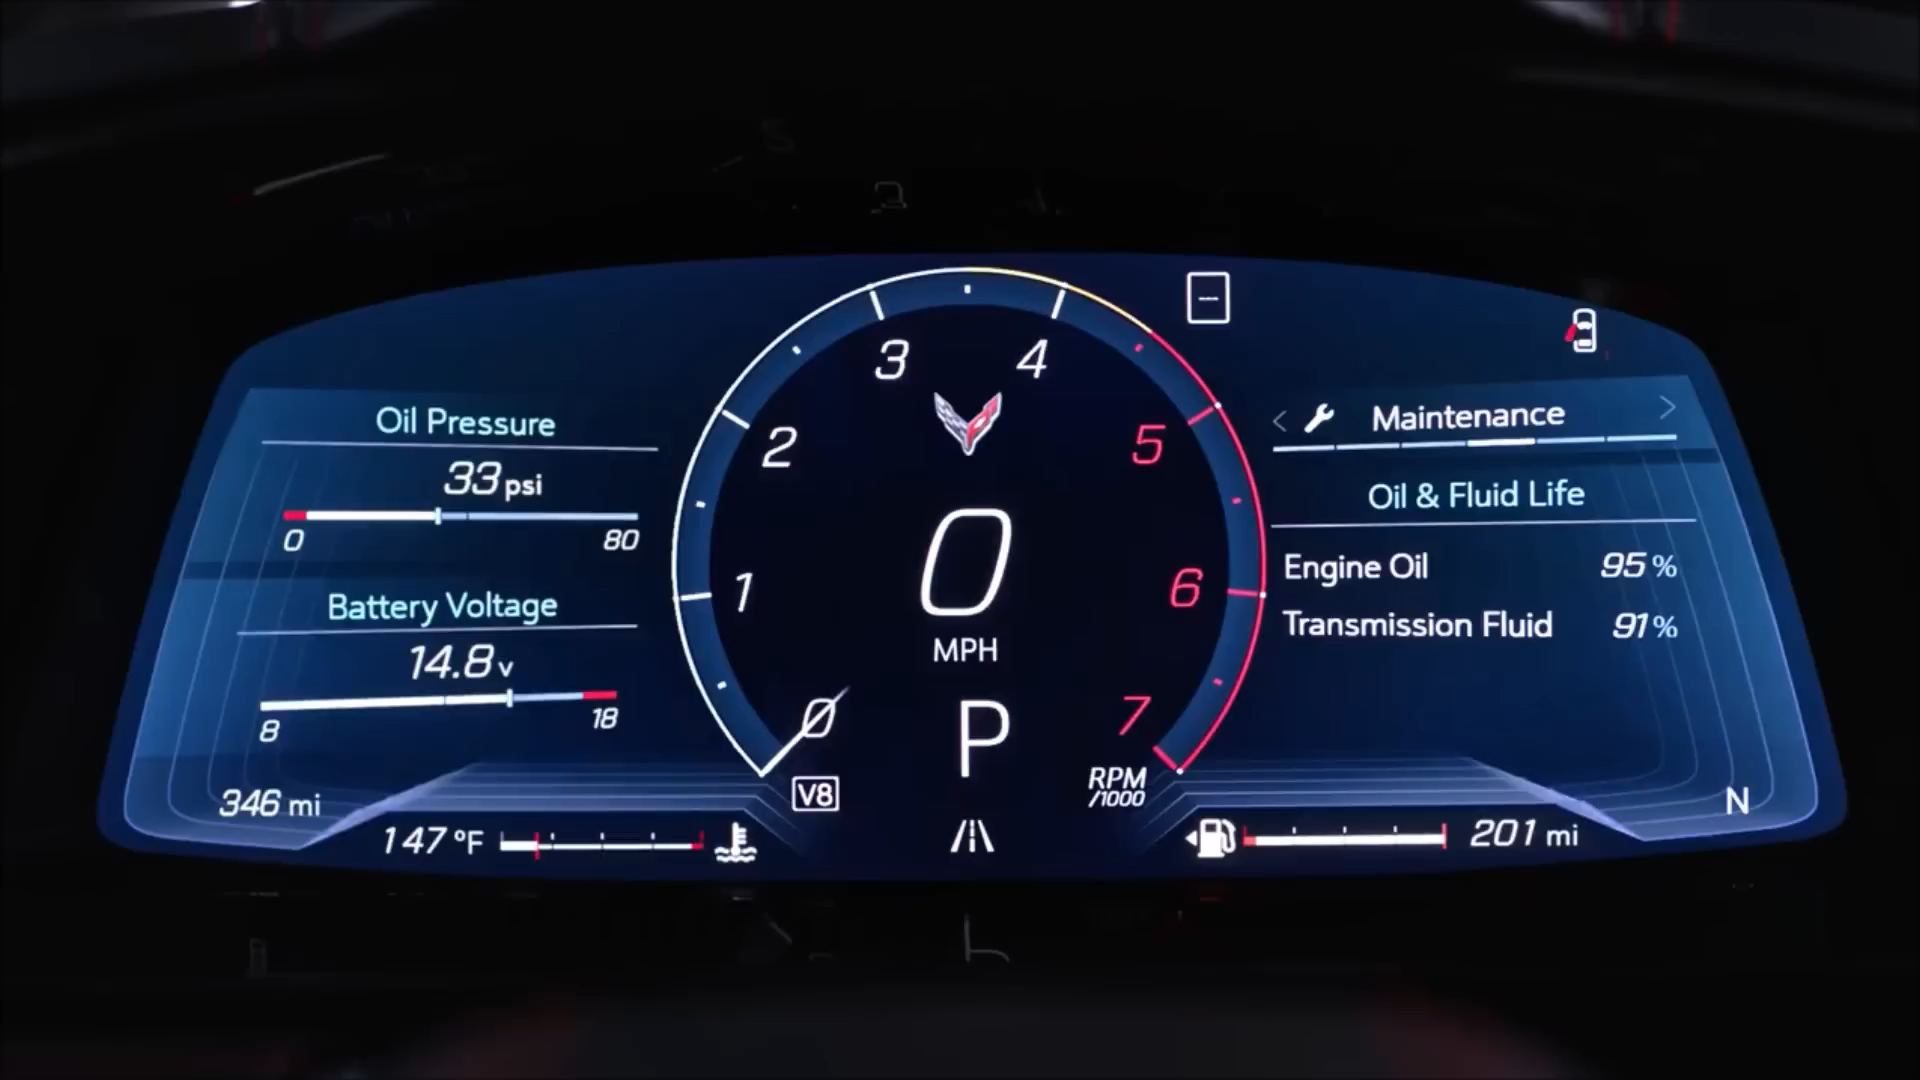 Oil Pressure
33 psi
0 80
Battery Voltage
14.8 v
8 18
346 mi
147 °F
0
1
2
3
4
5
6
7
RPM
/1000
V8
0
MPH
P
--
Maintenance
Oil & Fluid Life
Engine Oil 95 %
Transmission Fluid 91 %
N
201 mi